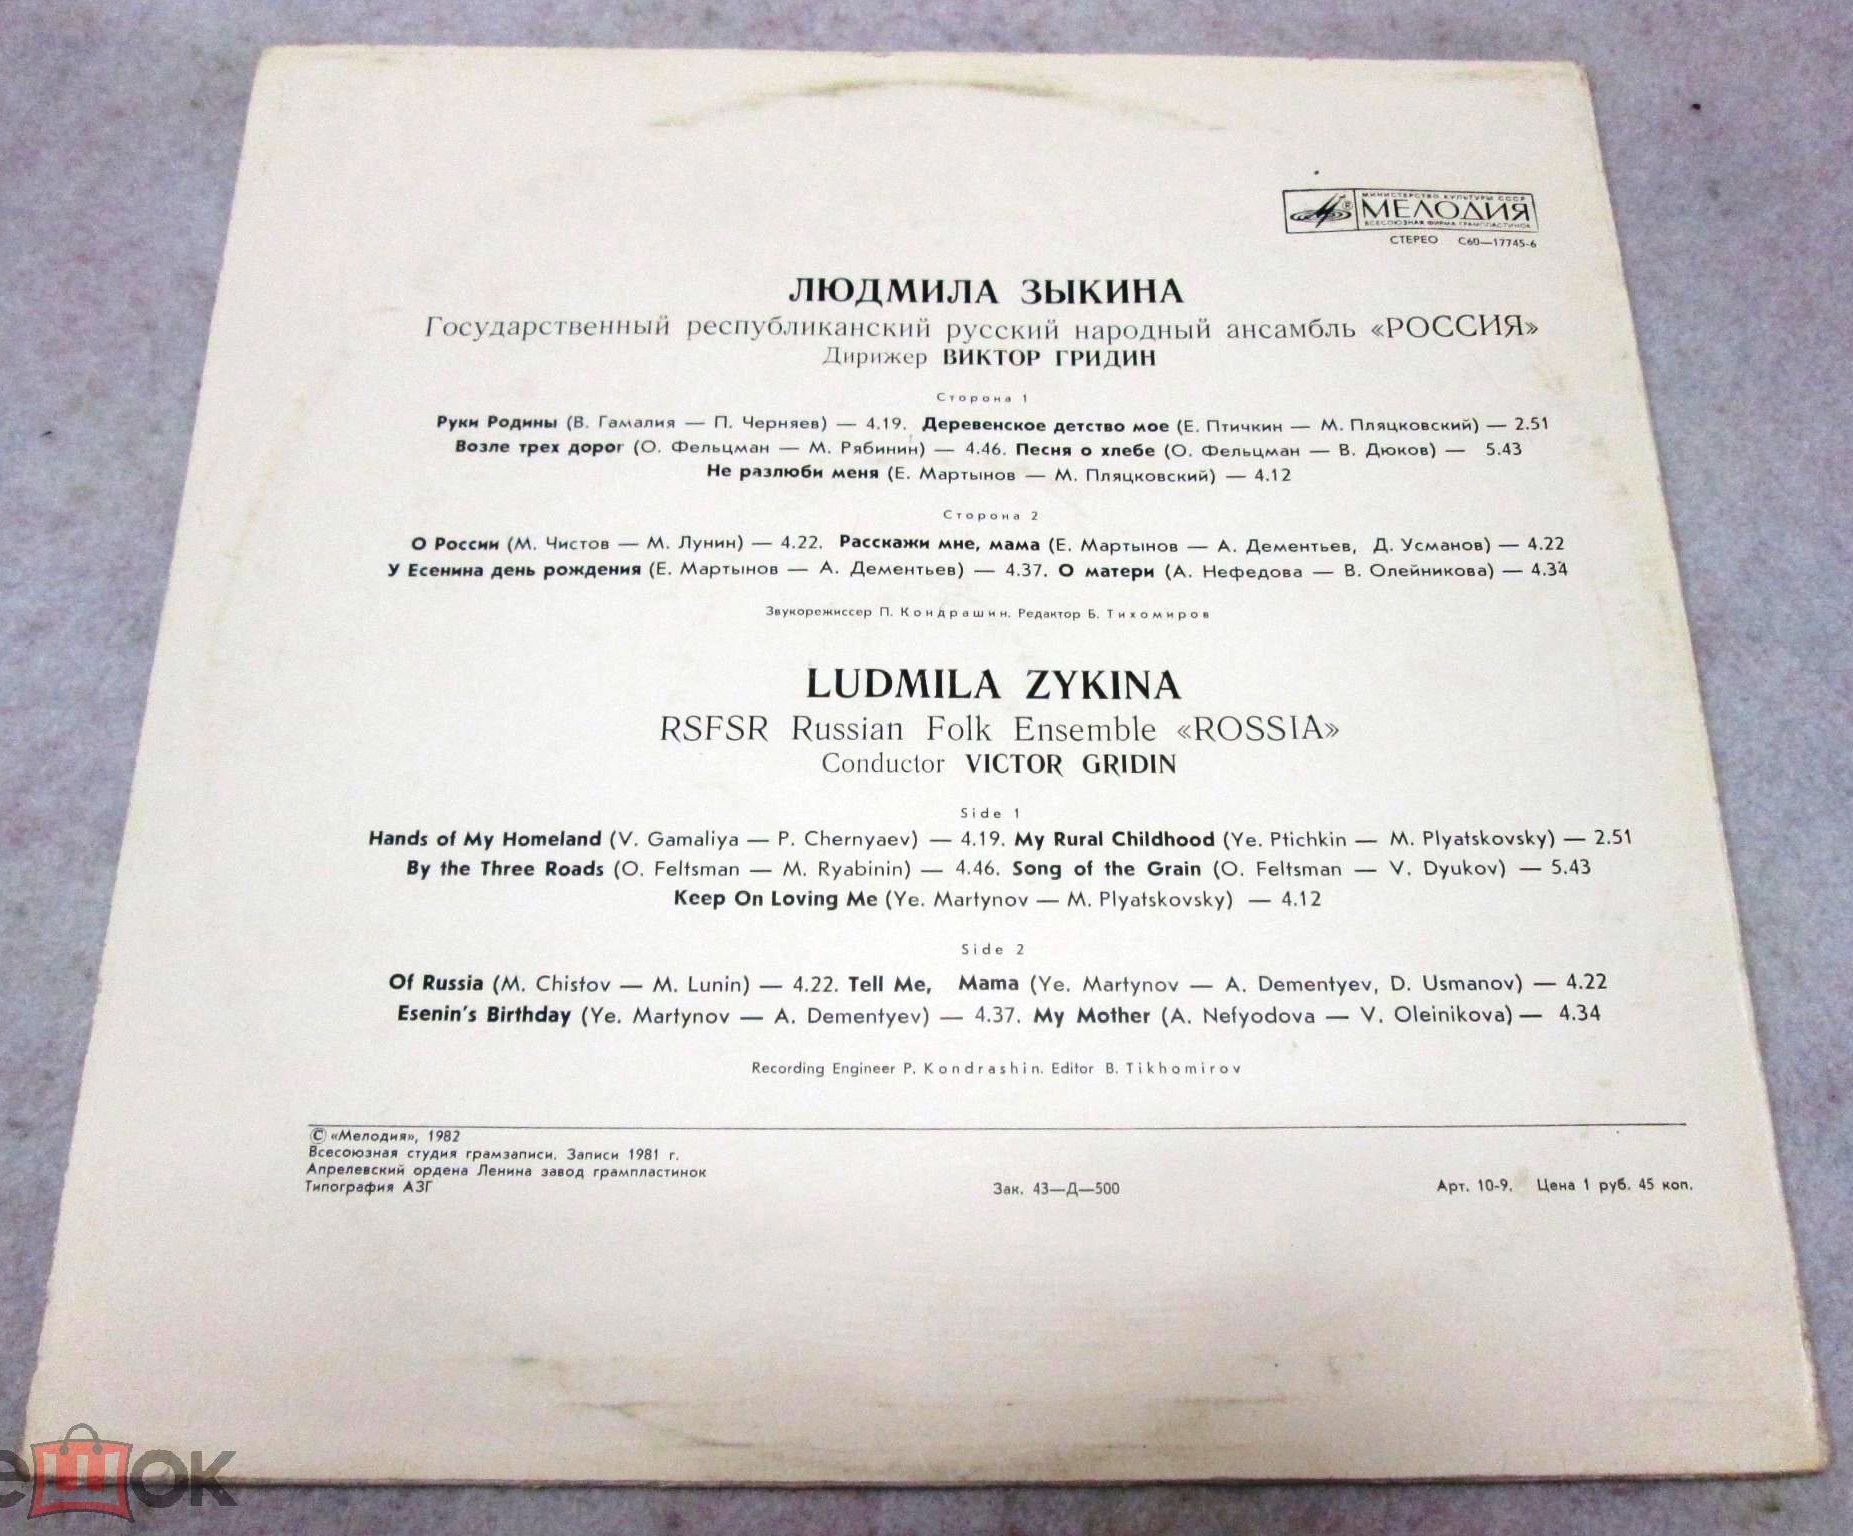 МИНИСТЕРСТВО КУЛЬТУРЫ СССР
МЕЛОДИЯ
ВСЕСОЮЗНАЯ ФИРМА ГРАМПЛАСТИНОК
СТЕРЕО С60—17745-6
ЛЮДМИЛА ЗЫКИНА
Государственный республиканский русский народный ансамбль «РОССИЯ»
Дирижер ВИКТОР ГРИДИН
Сторона 1
Руки Родины (В. Гамалия — П. Черняев) — 4.19. Деревенское детство мое (Е. Птичкин — М. Пляцковский) — 2.51
Возле трех дорог (О. Фельцман — М. Рябинин) — 4.46. Песня о хлебе (О. Фельцман — В. Дюков) — 5.43
Не разлюби меня (Е. Мартынов — М. Пляцковский) — 4.12
Сторона 2
О России (М. Чистов — М. Лунин) — 4.22. Расскажи мне, мама (Е. Мартынов — А. Дементьев, Д. Усманов) — 4.22
У Есенина день рождения (Е. Мартынов — А. Дементьев) — 4.37. О матери (А. Нефедова — В. Олейникова) — 4.34
Звукорежиссер П. Кондрашин. Редактор Б. Тихомиров
LUDMILA ZYKINA
RSFSR Russian Folk Ensemble «ROSSIA»
Conductor VICTOR GRIDIN
Side 1
Hands of My Homeland (V. Gamaliya — P. Chernyaev) — 4.19. My Rural Childhood (Ye. Ptichkin — M. Plyatskovsky) — 2.51
By the Three Roads (O. Feltsman — M. Ryabinin) — 4.46. Song of the Grain (O. Feltsman — V. Dyukov) — 5.43
Keep On Loving Me (Ye. Martynov — M. Plyatskovsky) — 4.12
Side 2
Of Russia (M. Chistov — M. Lunin) — 4.22. Tell Me, Mama (Ye. Martynov — A. Dementyev, D. Usmanov) — 4.22
Esenin's Birthday (Ye. Martynov — A. Dementyev) — 4.37. My Mother (A. Nefyodova — V. Oleinikova) — 4.34
Recording Engineer P. Kondrashin. Editor B. Tikhomirov
© «Мелодия», 1982
Всесоюзная студия грамзаписи. Записи 1981 г.
Апрелевский ордена Ленина завод грампластинок
Типография АЗГ
Зак. 43—Д—500
Арт. 10-9. Цена 1 руб. 45 коп.
ешок